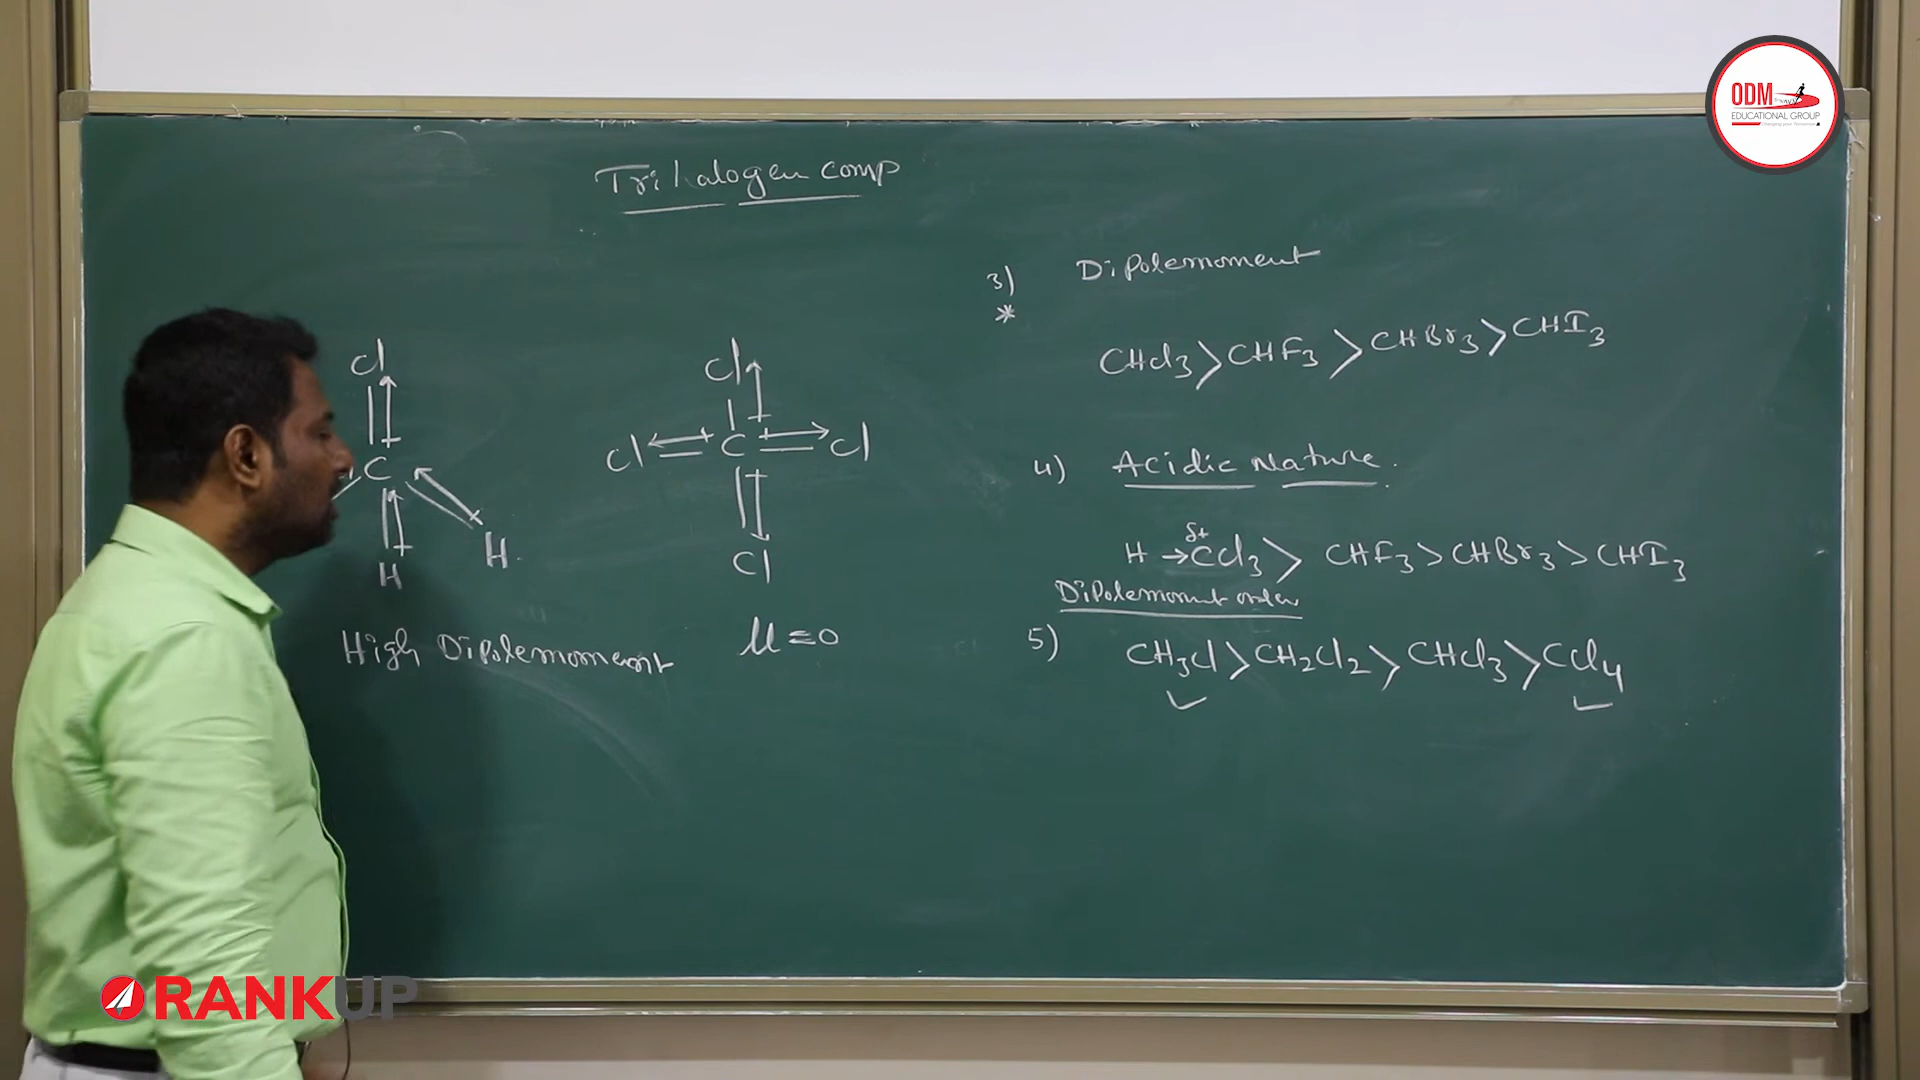 ODM
EDUCATIONAL GROUP
Trihalogen comp
3) Dipolemoment
*
CHCl3 > CHF3 > CHBr3 > CHI3
Cl
C
H
H
High Dipolemoment
Cl
Cl C Cl
Cl
μ=0
4) Acidic Nature.
δ+
H → CCl3 > CHF3 > CHBr3 > CHI3
Dipolemomt order
5) CH3Cl > CH2Cl2 > CHCl3 > CCl4
RANKUP